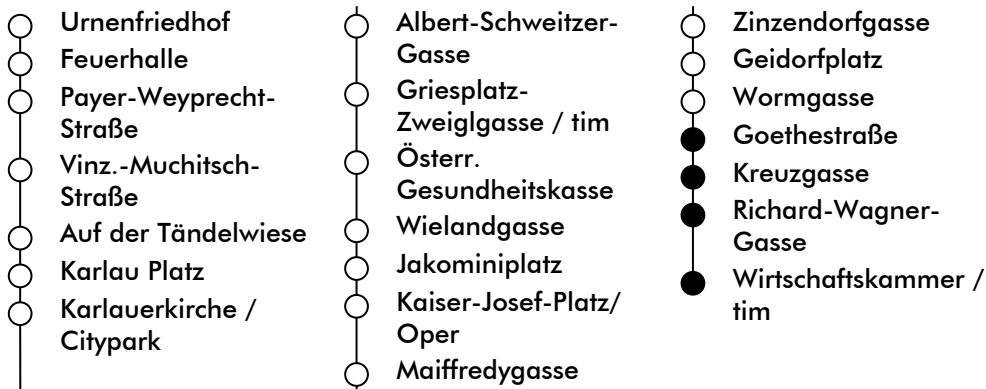 Urnenfriedhof
Feuerhalle
Payer-Weyprecht-
Straße
Vinz.-Muchitsch-
Straße
Auf der Tändelwiese
Karlau Platz
Karlauerkirche /
Citypark
Albert-Schweitzer-
Gasse
Griesplatz-
Zweiglgasse / tim
Österr.
Gesundheitskasse
Wielandgasse
Jakominiplatz
Kaiser-Josef-Platz/
Oper
Maiffredygasse
Zinzendorfgasse
Geidorfplatz
Wormgasse
Goethestraße
Kreuzgasse
Richard-Wagner-
Gasse
Wirtschaftskammer /
tim